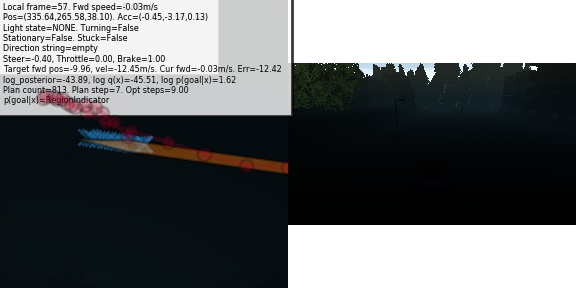 Local frame=57. Fwd speed=-0.03m/s
Pos=(335.64,265.58,38.10). Acc=(-0.45,-3.17,0.13)
Light state=NONE. Turning=False
Stationary=False. Stuck=False
Direction string=empty
Steer=-0.40, Throttle=0.00, Brake=1.00
Target fwd pos=-9.96, vel=-12.45m/s. Cur fwd=-0.03m/s. Err=-12.42
log_posterior=-43.89, log q(x)=-45.51, log p(goal|x)=1.62
Plan count=813. Plan step=7. Opt steps=9.00
p(goal|x)=RegionIndicator